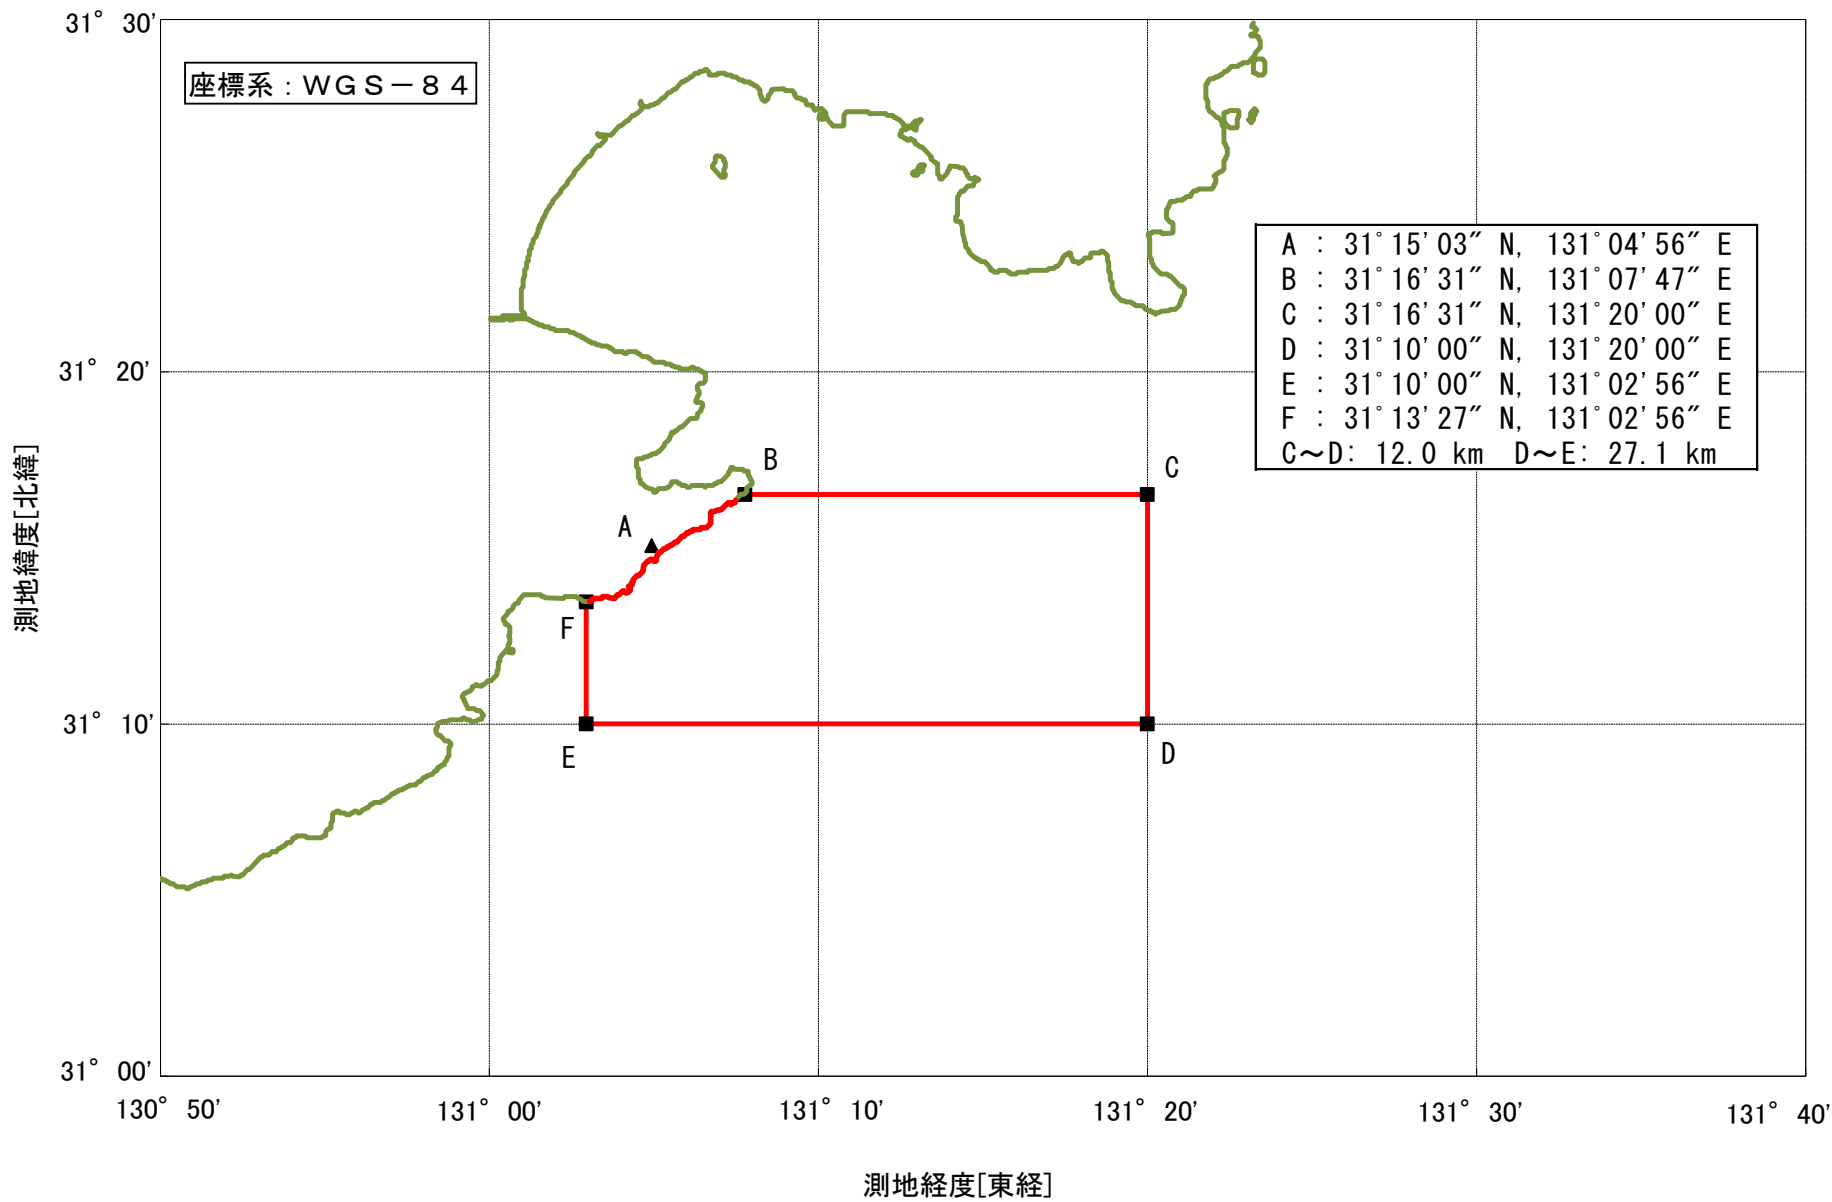 31° 30′
座標系：ＷＧＳ－８４
A : 31°15′03″ N, 131°04′56″ E
B : 31°16′31″ N, 131°07′47″ E
C : 31°16′31″ N, 131°20′00″ E
D : 31°10′00″ N, 131°20′00″ E
E : 31°10′00″ N, 131°02′56″ E
F : 31°13′27″ N, 131°02′56″ E
C～D: 12.0 km D～E: 27.1 km
31° 20′
測地緯度[北緯]
B
C
A
F
31° 10′
E
D
31° 00′
130° 50′
131° 00′
131° 10′
131° 20′
131° 30′
131° 40′
測地経度[東経]